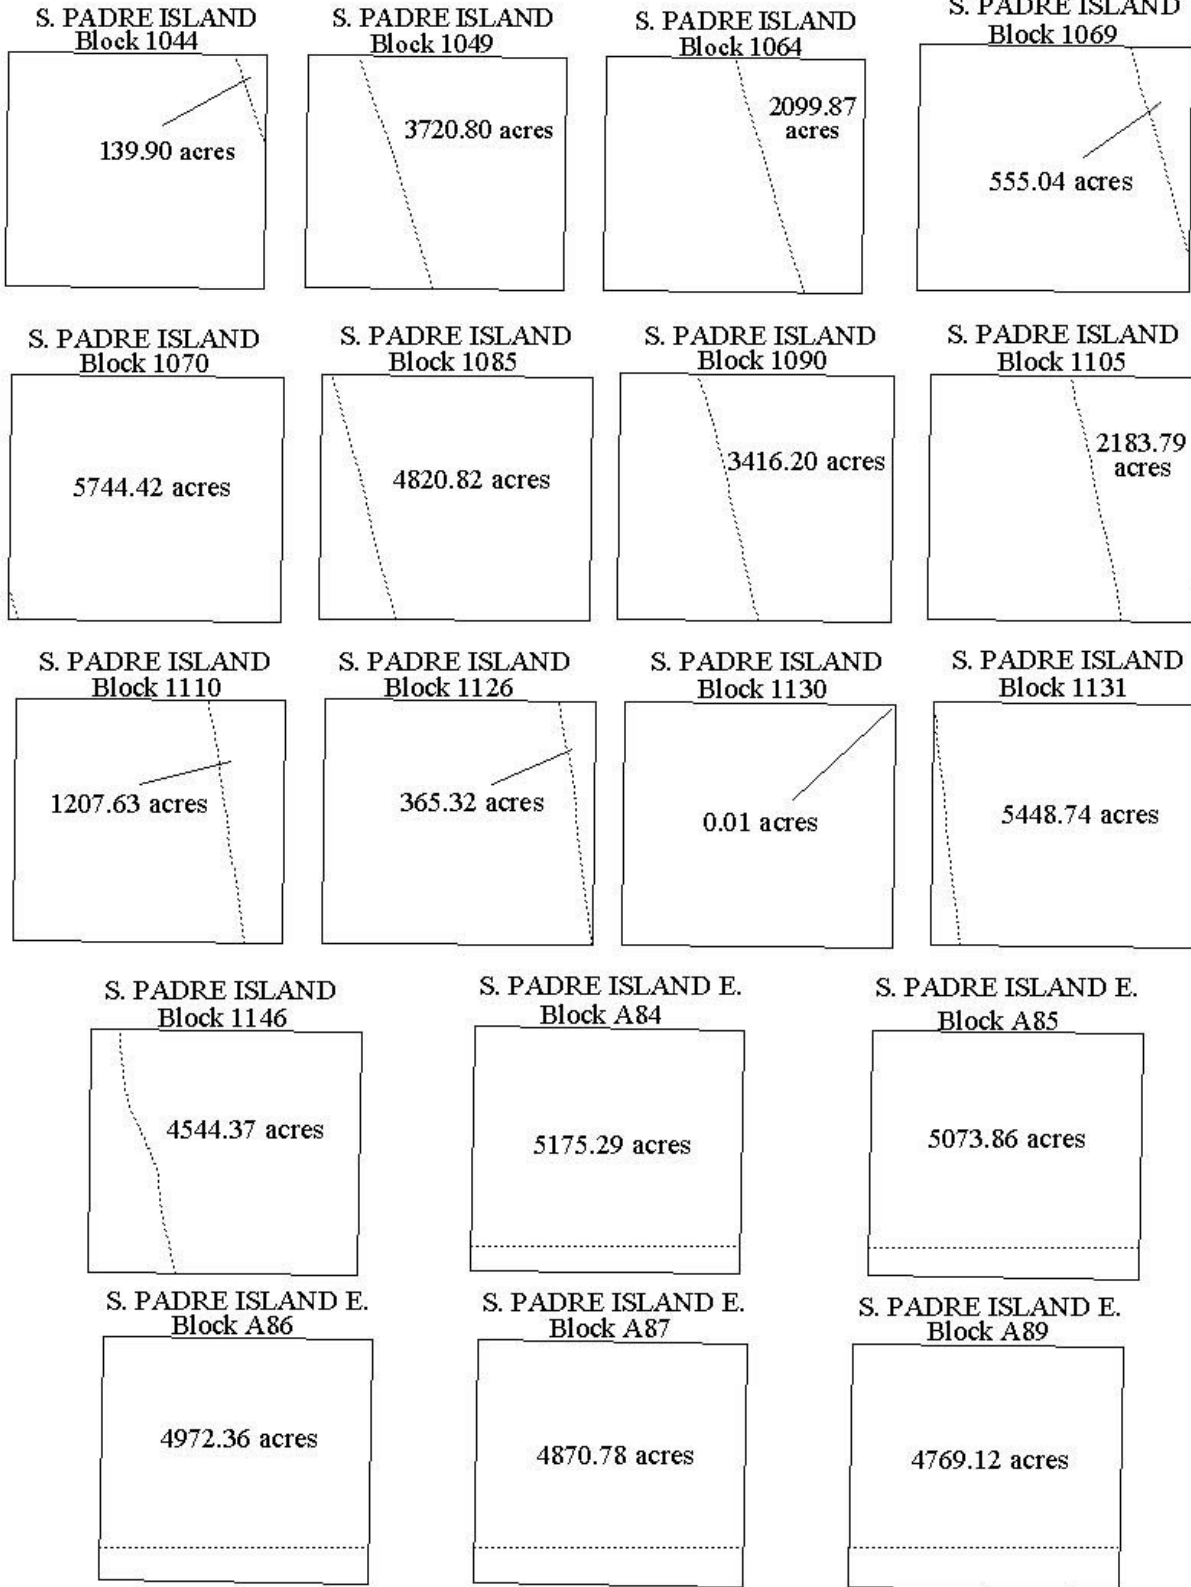 S. PADRE ISLAND
Block 1044
139.90 acres
S. PADRE ISLAND
Block 1049
3720.80 acres
S. PADRE ISLAND
Block 1064
2099.87
acres
S. PADRE ISLAND
Block 1069
555.04 acres
S. PADRE ISLAND
Block 1070
5744.42 acres
S. PADRE ISLAND
Block 1085
4820.82 acres
S. PADRE ISLAND
Block 1090
3416.20 acres
S. PADRE ISLAND
Block 1105
2183.79
acres
S. PADRE ISLAND
Block 1110
1207.63 acres
S. PADRE ISLAND
Block 1126
365.32 acres
S. PADRE ISLAND
Block 1130
0.01 acres
S. PADRE ISLAND
Block 1131
5448.74 acres
S. PADRE ISLAND
Block 1146
4544.37 acres
S. PADRE ISLAND E.
Block A84
5175.29 acres
S. PADRE ISLAND E.
Block A85
5073.86 acres
S. PADRE ISLAND E.
Block A86
4972.36 acres
S. PADRE ISLAND E.
Block A87
4870.78 acres
S. PADRE ISLAND E.
Block A89
4769.12 acres